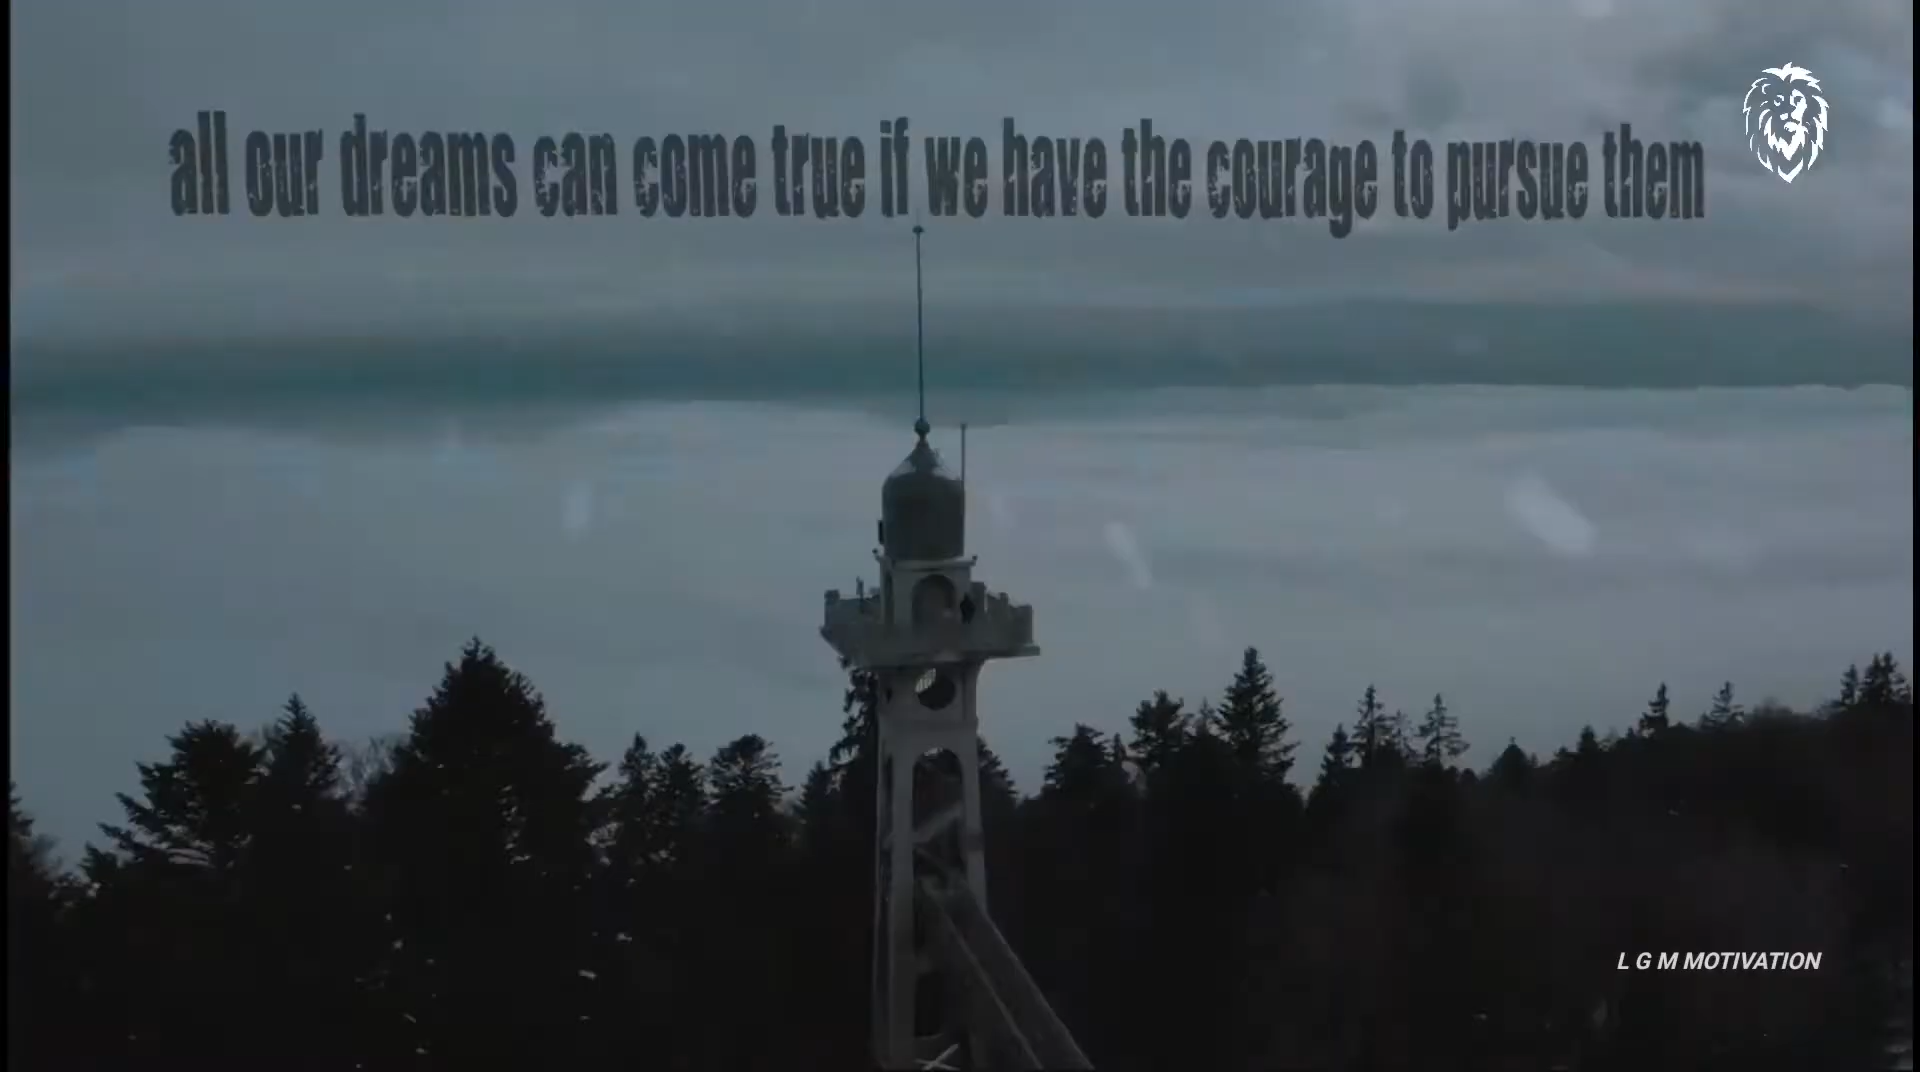 all our dreams can come true if we have the courage to pursue them
L G M MOTIVATION